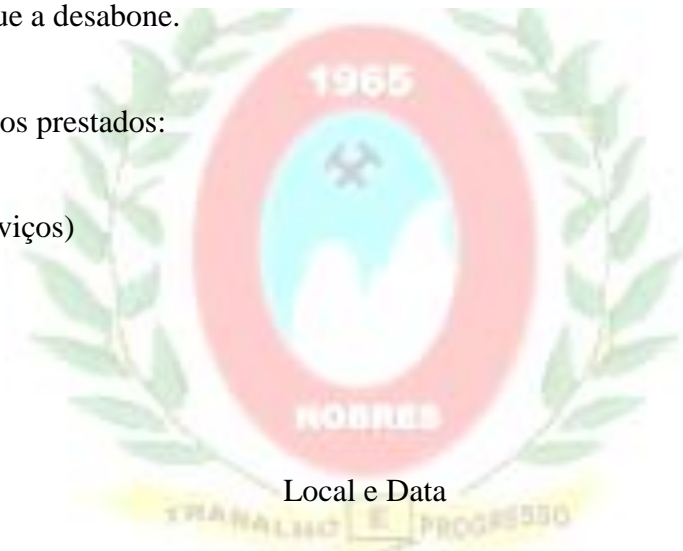 ue a desabone.
1965
os prestados:
viços)
NOBRES
Local e Data
TRABALHO E PROGRESSO